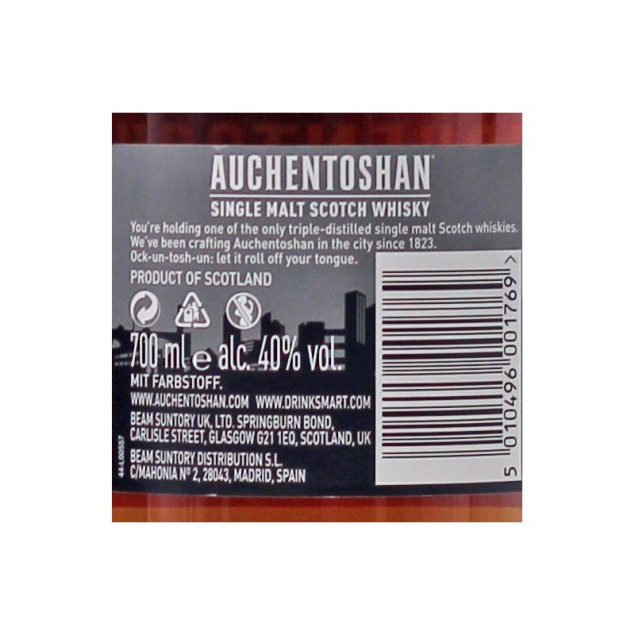 AUCHENTOSHAN®
SINGLE MALT SCOTCH WHISKY
You're holding one of the only triple-distilled single malt Scotch whiskies.
We've been crafting Auchentoshan in the city since 1823.
Ock-un-tosh-un: let it roll off your tongue.
PRODUCT OF SCOTLAND
700 ml e alc. 40% vol.
MIT FARBSTOFF.
WWW.AUCHENTOSHAN.COM WWW.DRINKSMART.COM
BEAM SUNTORY UK, LTD. SPRINGBURN BOND,
CARLISLE STREET, GLASGOW G21 1EQ, SCOTLAND, UK
BEAM SUNTORY DISTRIBUTION S.L.
C/MAHONIA Nº 2, 28043, MADRID, SPAIN
44-L00557
5 010496 001769 >